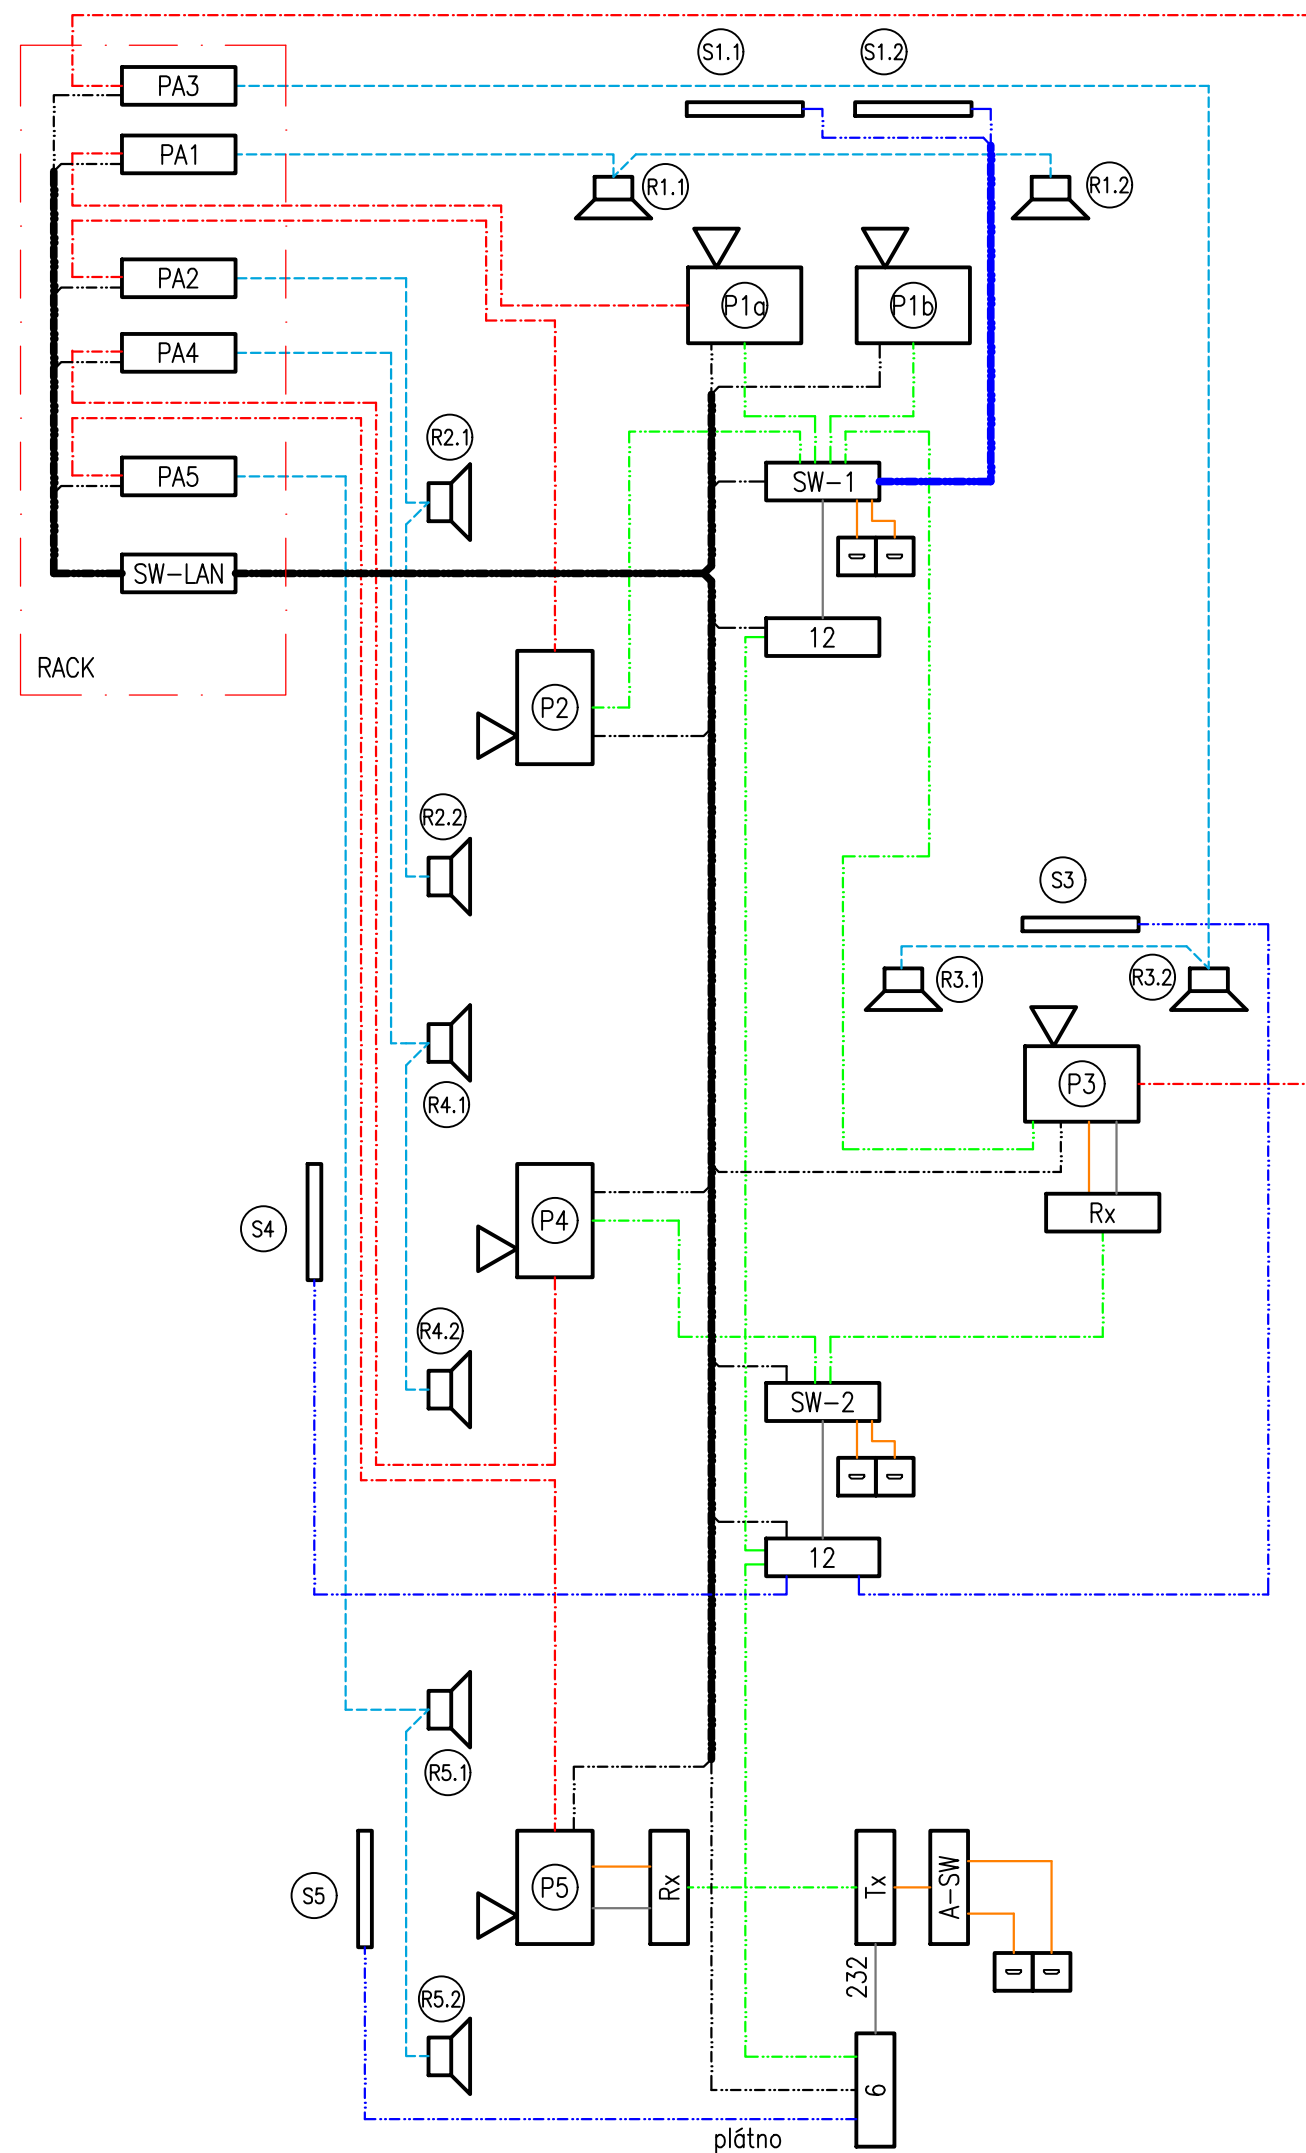 S1.1
S1.2
PA3
PA1
R1.1
R1.2
PA2
P1a
P1b
PA4
R2.1
PA5
SW-1
SW-LAN
12
RACK
P2
R2.2
S3
R3.1
R3.2
P3
R4.1
Rx
S4
P4
R4.2
SW-2
12
R5.1
S5
P5
Rx
Tx
A-SW
232
R5.2
6
plátno